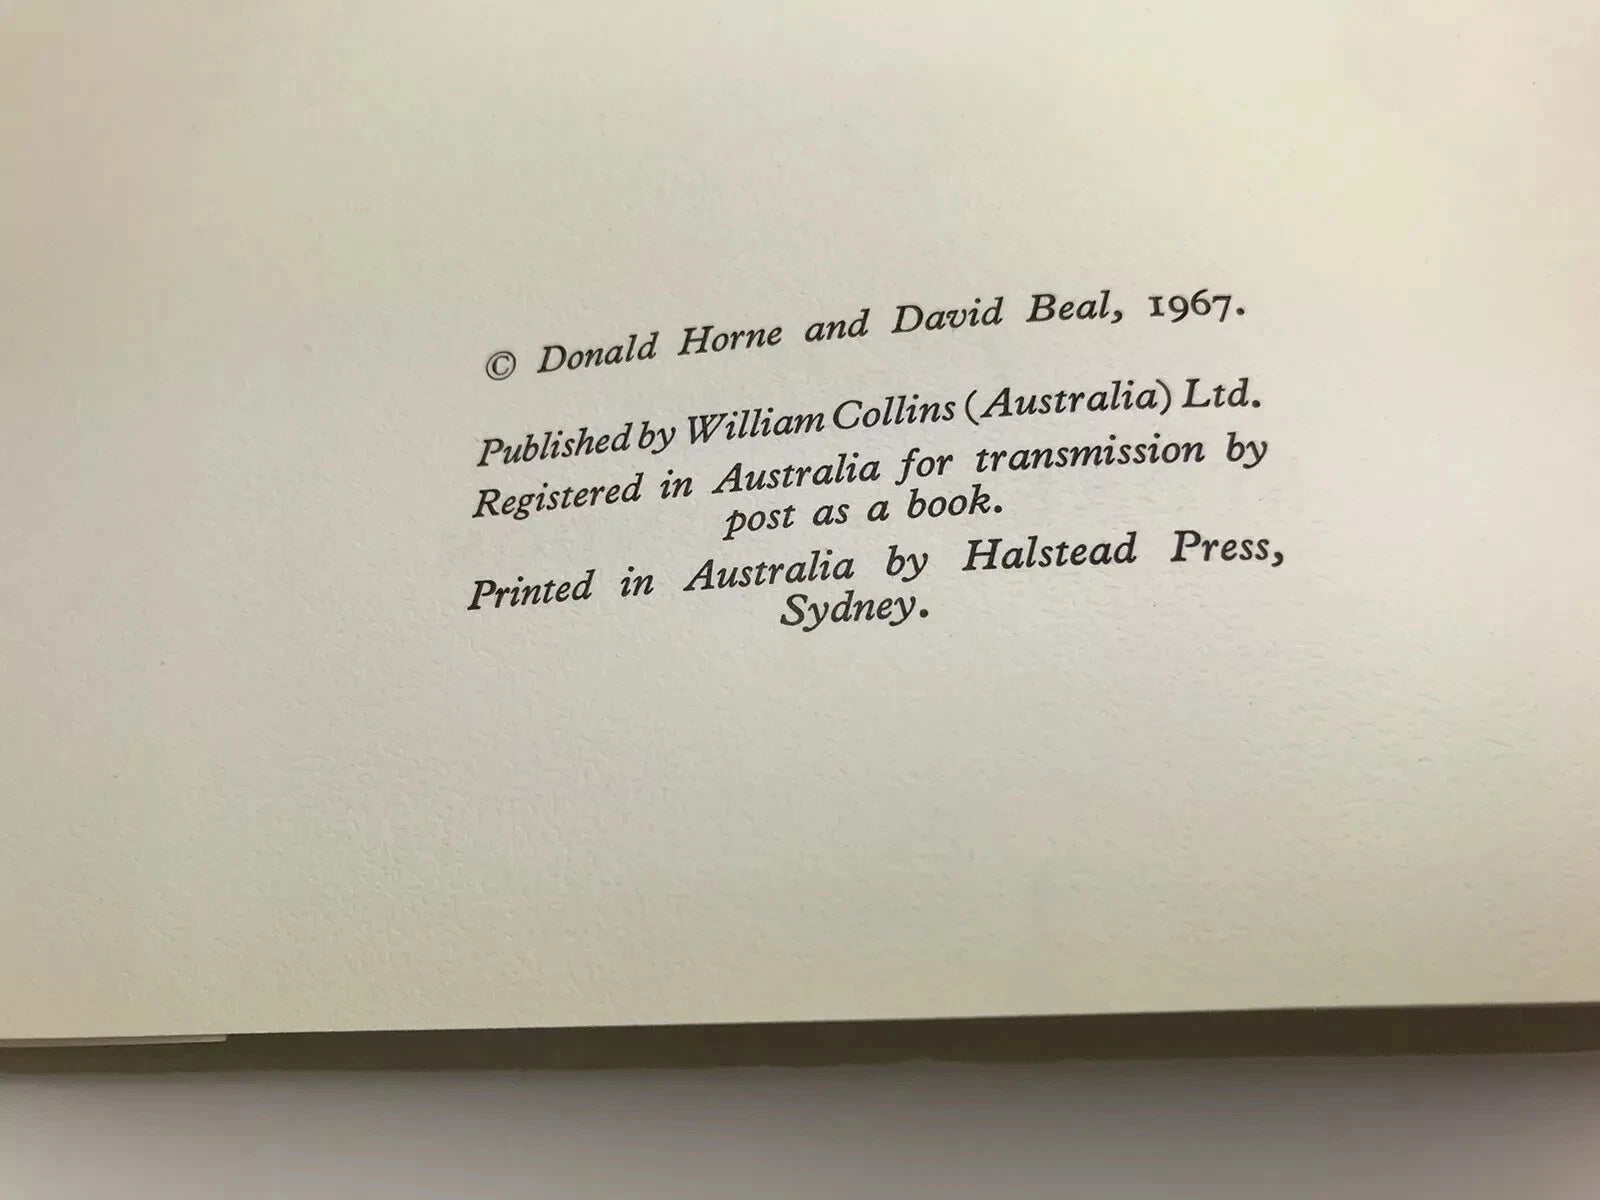 © Donald Horne and David Beal, 1967.
Published by William Collins (Australia) Ltd.
Registered in Australia for transmission by
post as a book.
Printed in Australia by Halstead Press,
Sydney.